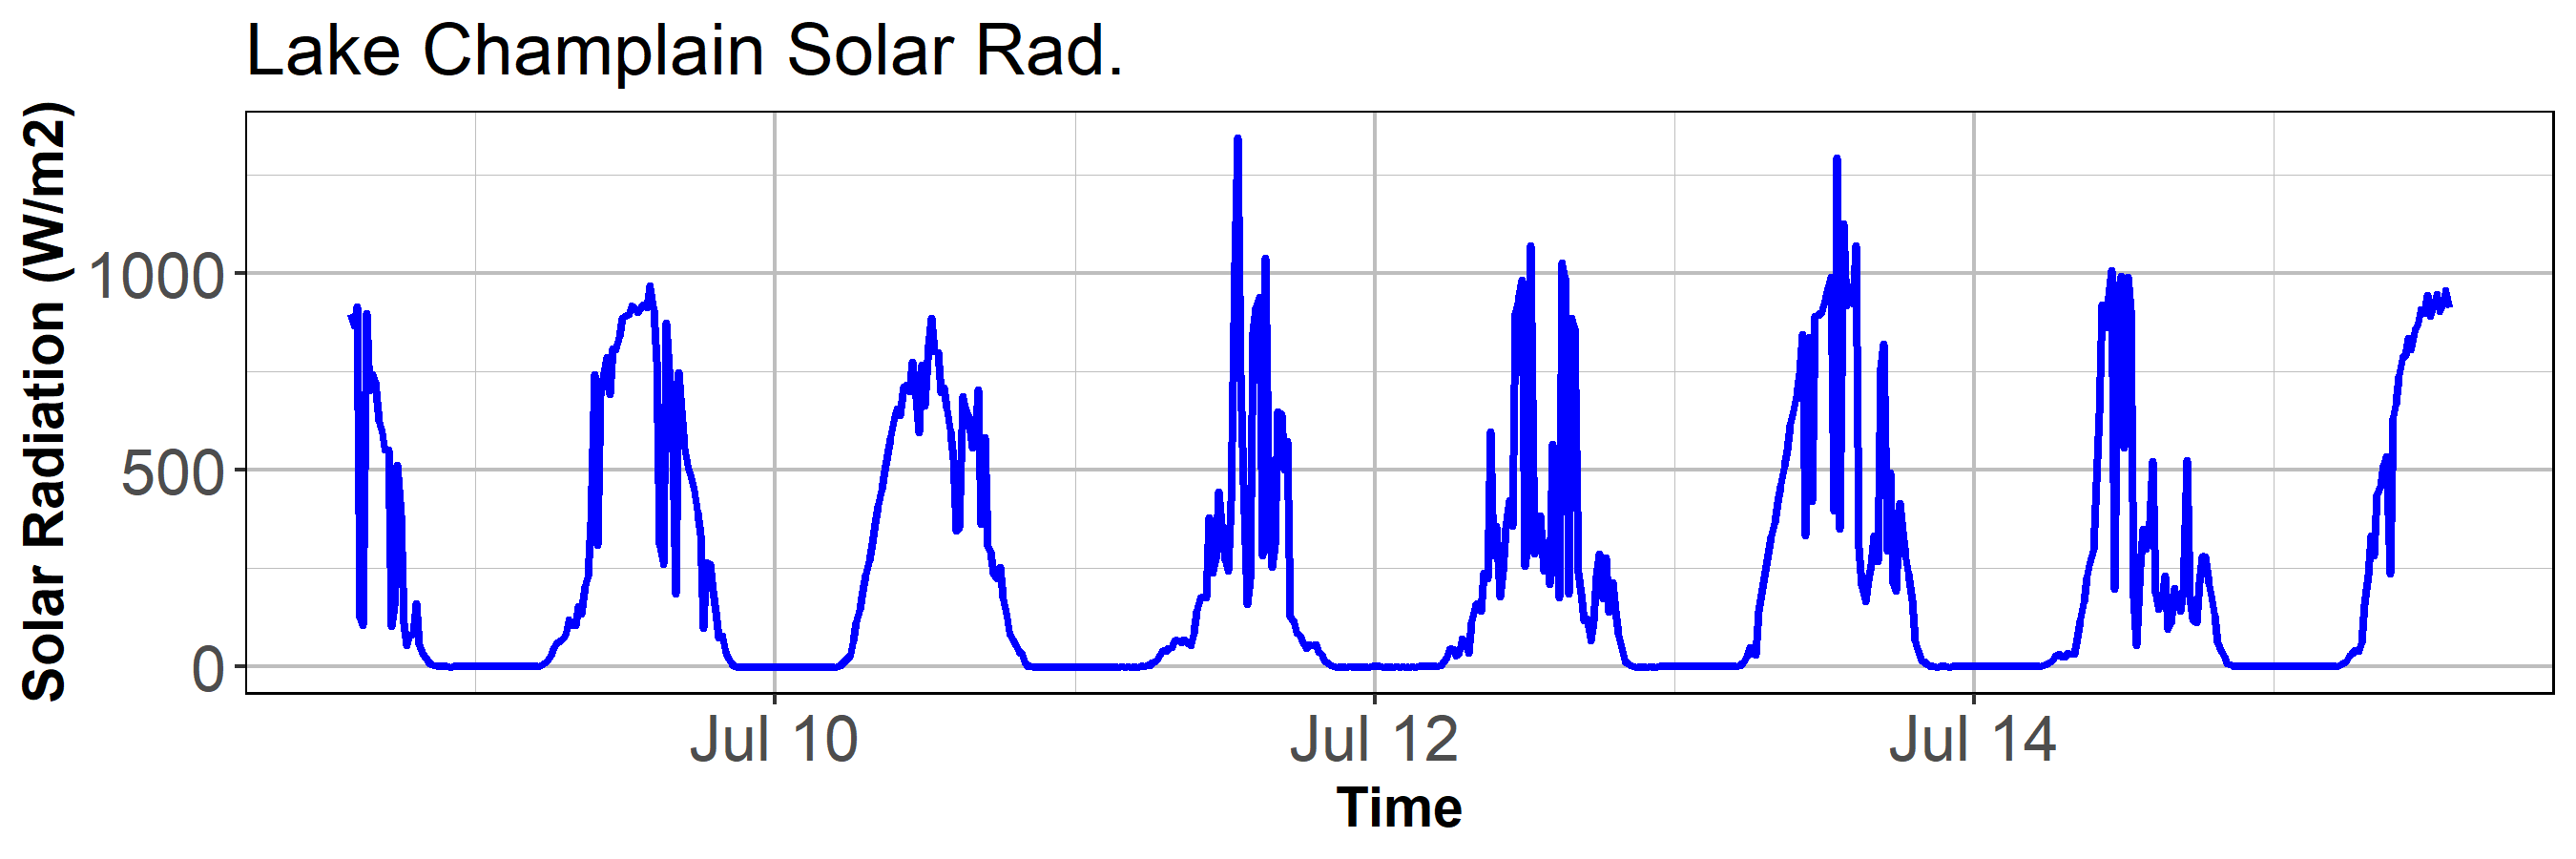 Lake Champlain Solar Rad.
Solar Radiation (W/m2)
1000
500
0
Jul 10
Jul 12
Jul 14
Time